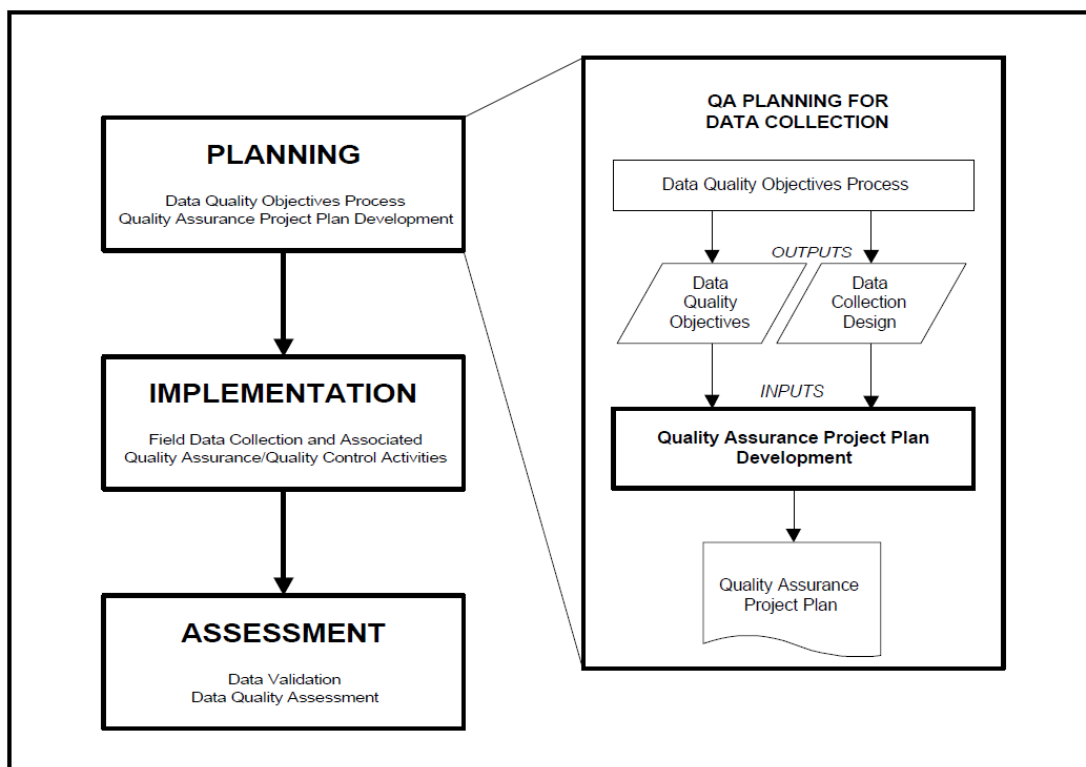 PLANNING
Data Quality Objectives Process
Quality Assurance Project Plan Development
IMPLEMENTATION
Field Data Collection and Associated
Quality Assurance/Quality Control Activities
ASSESSMENT
Data Validation
Data Quality Assessment
QA PLANNING FOR
DATA COLLECTION
Data Quality Objectives Process
OUTPUTS
Data
Quality
Objectives
Data
Collection
Design
INPUTS
Quality Assurance Project Plan
Development
Quality Assurance
Project Plan